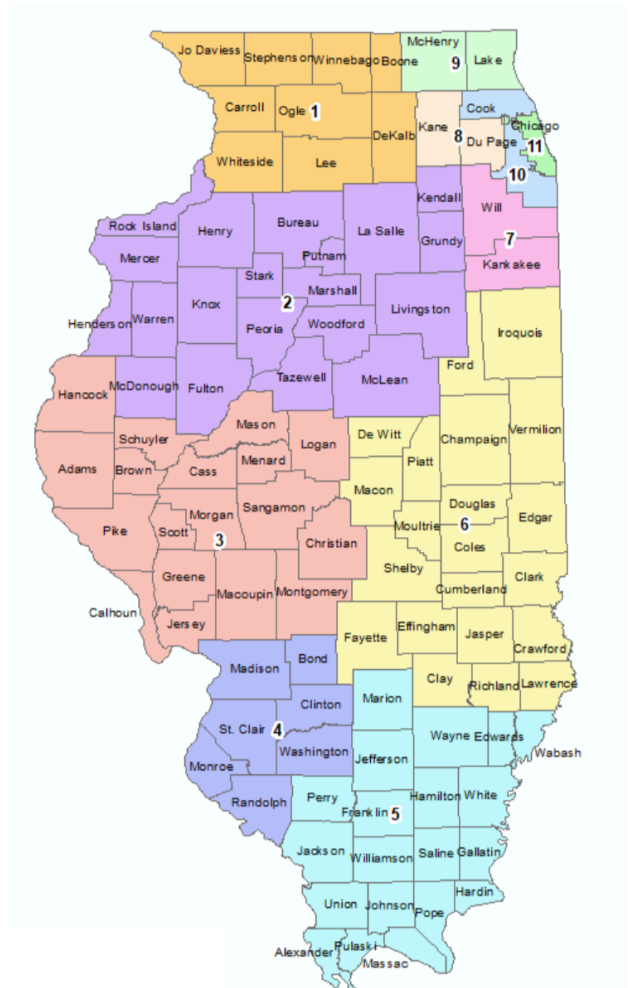 Jo Daviess
Stephenson
Winnebago
Boone
McHenry
9
Lake
Carroll
Ogle
1
DeKalb
Kane
8
Cook
Chicago
11
Du Page
10
Whiteside
Lee
Kendall
Will
7
Kankakee
Rock Island
Henry
Bureau
La Salle
Grundy
Mercer
Putnam
Stark
Marshall
2
Henderson
Warren
Knox
Peoria
Woodford
Livingston
Iroquois
Ford
Hancock
McDonough
Fulton
Tazewell
McLean
Mason
Logan
De Witt
Champaign
Vermilion
Schuyler
Adams
Brown
Cass
Menard
Piatt
Macon
Morgan
Sangamon
Douglas
Edgar
Pike
Scott
3
Christian
Moultrie
6
Coles
Shelby
Greene
Macoupin
Montgomery
Cumberland
Clark
Calhoun
Jersey
Fayette
Effingham
Jasper
Crawford
Madison
Bond
Clay
Richland
Lawrence
Clinton
Marion
St. Clair
4
Wayne
Edwards
Wabash
Washington
Jefferson
Monroe
Randolph
Perry
Franklin
5
Hamilton
White
Jackson
Williamson
Saline
Gallatin
Union
Johnson
Pope
Hardin
Alexander
Pulaski
Massac